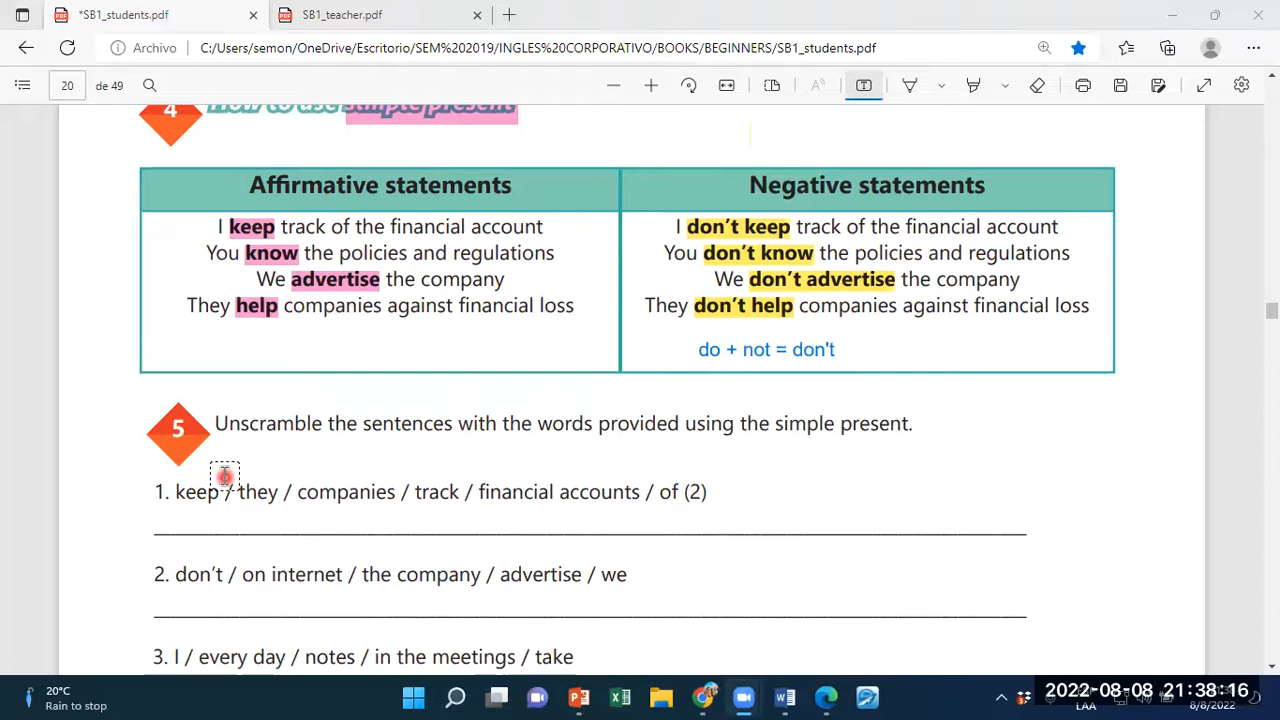 *SB1_students.pdf
SB1_teacher.pdf
Archivo
C:/Users/semon/OneDrive/Escritorio/SEM%202019/INGLES%20CORPORATIVO/BOOKS/BEGINNERS/SB1_students.pdf
20 de 49
4 How to use simple present
Affirmative statements
Negative statements
I keep track of the financial account
You know the policies and regulations
We advertise the company
They help companies against financial loss
I don't keep track of the financial account
You don't know the policies and regulations
We don't advertise the company
They don't help companies against financial loss
do + not = don't
5 Unscramble the sentences with the words provided using the simple present.
1. keep / they / companies / track / financial accounts / of (2)
2. don't / on internet / the company / advertise / we
3. I / every day / notes / in the meetings / take
20°C
Rain to stop
LAA
2022-08-08 21:38:16
8/8/2022